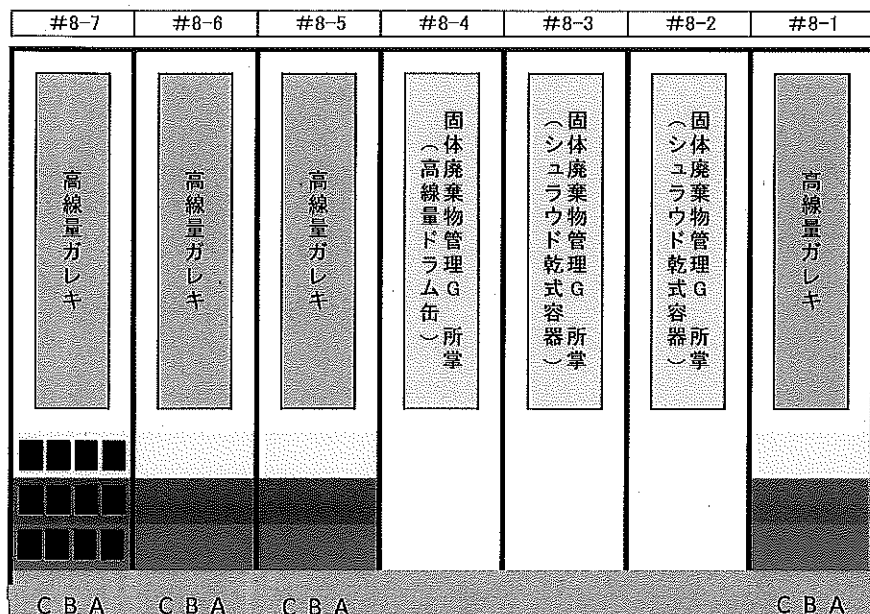 #8-7 #8-6 #8-5 #8-4 #8-3 #8-2 #8-1
高線量ガレキ
高線量ガレキ
高線量ガレキ
固体廃棄物管理G 所掌
（高線量ドラム缶）
固体廃棄物管理G 所掌
（シュラウド乾式容器）
固体廃棄物管理G 所掌
（シュラウド乾式容器）
高線量ガレキ
C B A C B A C B A C B A